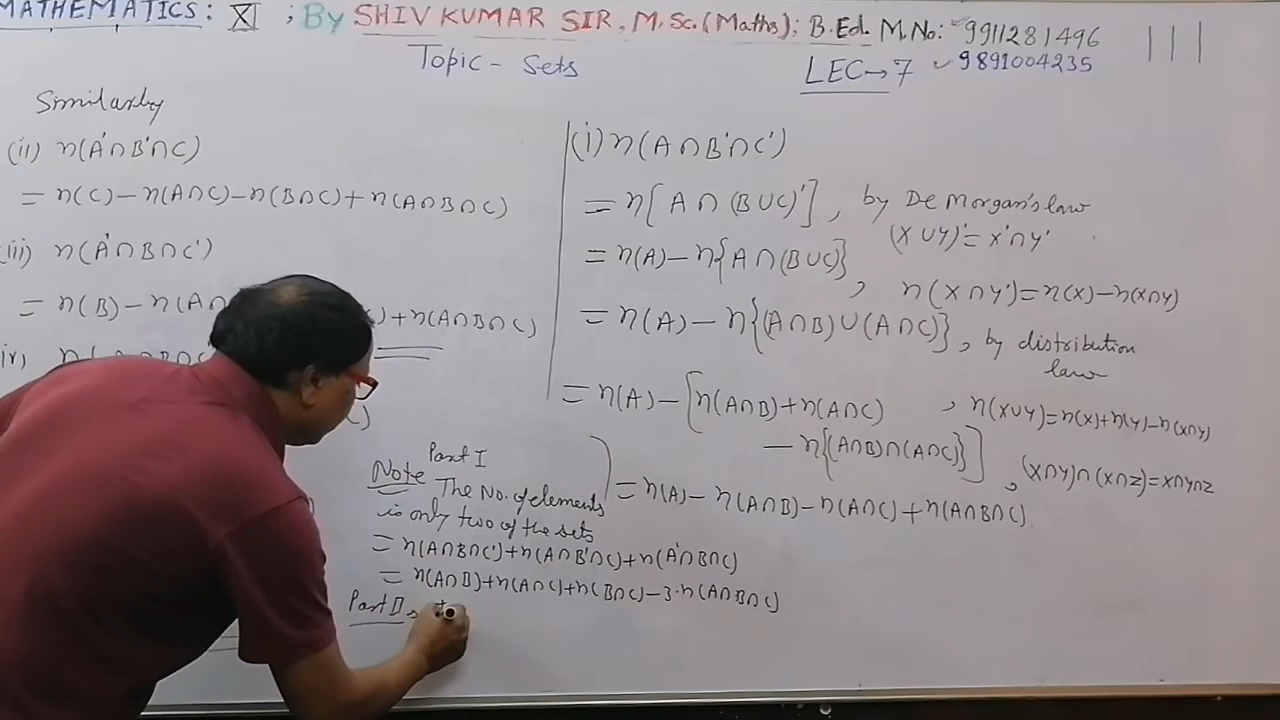 MATHEMATICS: XI ; By SHIV KUMAR SIR, M.Sc.(Maths); B.Ed. M.No:- 9911281496
Topic - Sets
LEC→7 9891004235
Similarly
(ii) n(A'∩B'∩C)
= n(C)-n(A∩C)-n(B∩C)+n(A∩B∩C)
(iii) n(A'∩B∩C')
= n(B)-n(A∩ )+n(A∩B∩C)
(iv)
(i) n(A∩B'∩C')
= n[A∩(B∪C)'], by De Morgan's law
(X∪Y)'=X'∩Y'
= n(A)-n{A∩(B∪C)}
, n(X∩Y')=n(X)-n(X∩Y)
= n(A)-n{(A∩B)∪(A∩C)}, by distribution
law
= n(A)-[n(A∩B)+n(A∩C) , n(X∪Y)=n(X)+n(Y)-n(X∩Y)
-n{(A∩B)∩(A∩C)}] , (X∩Y)∩(X∩Z)=X∩Y∩Z
= n(A)-n(A∩B)-n(A∩C)+n(A∩B∩C).
Part I
Note The No. of elements
is only two of the sets
= n(A∩B∩C')+n(A∩B'∩C)+n(A'∩B∩C)
= n(A∩B)+n(A∩C)+n(B∩C)-3·n(A∩B∩C)
Part II,